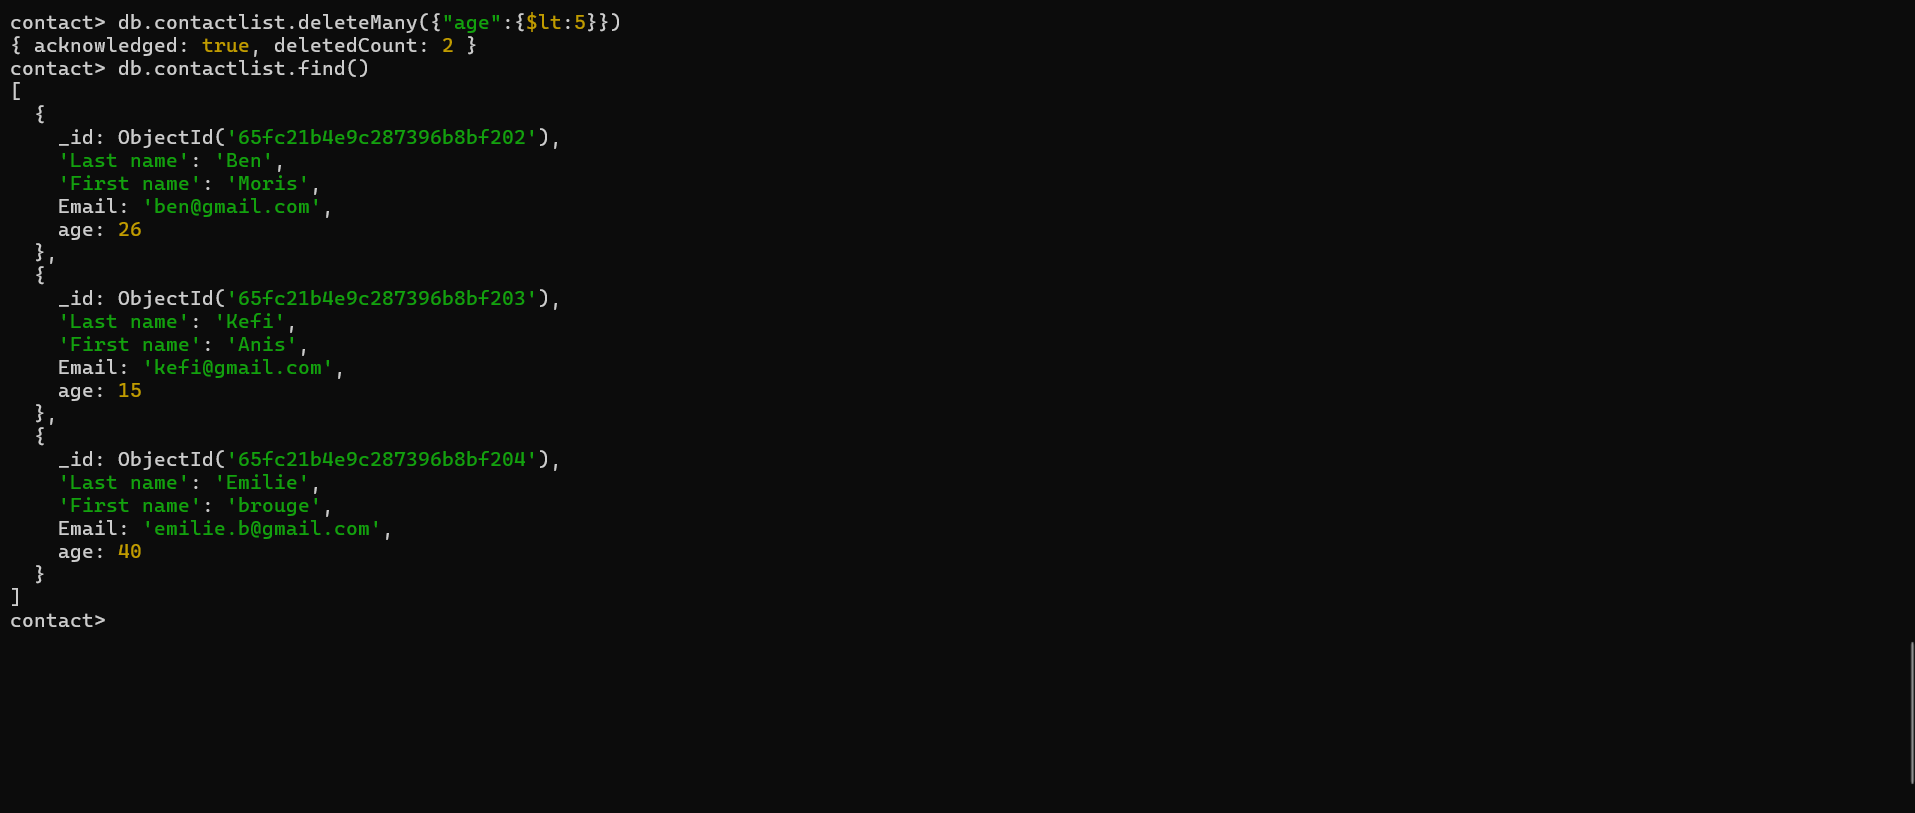 contact> db.contactlist.deleteMany({"age":{$lt:5}})
{ acknowledged: true, deletedCount: 2 }
contact> db.contactlist.find()
[
  {
    _id: ObjectId('65fc21b4e9c287396b8bf202'),
    'Last name': 'Ben',
    'First name': 'Moris',
    Email: 'ben@gmail.com',
    age: 26
  },
  {
    _id: ObjectId('65fc21b4e9c287396b8bf203'),
    'Last name': 'Kefi',
    'First name': 'Anis',
    Email: 'kefi@gmail.com',
    age: 15
  },
  {
    _id: ObjectId('65fc21b4e9c287396b8bf204'),
    'Last name': 'Emilie',
    'First name': 'brouge',
    Email: 'emilie.b@gmail.com',
    age: 40
  }
]
contact>